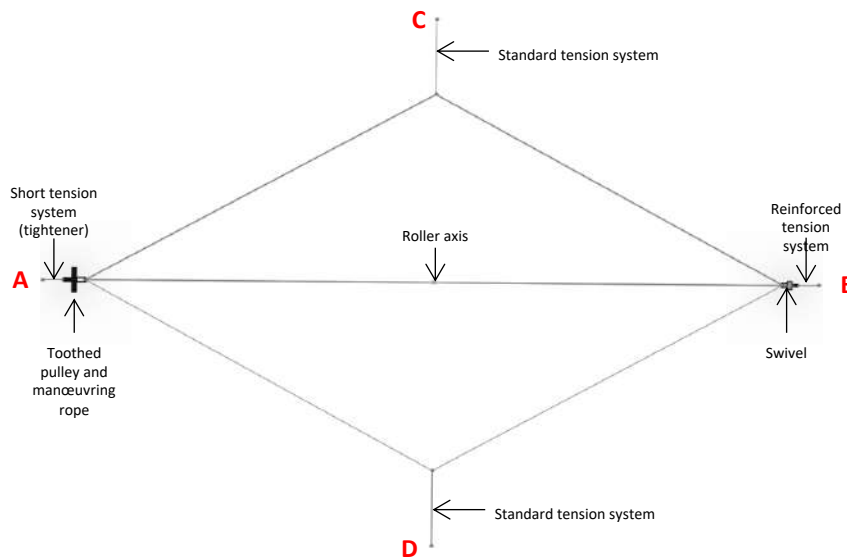 C
Standard tension system
Short tension
system
(tightener)
Roller axis
Reinforced
tension
system
A
B
Toothed
pulley and
manœuvring
rope
Swivel
Standard tension system
D